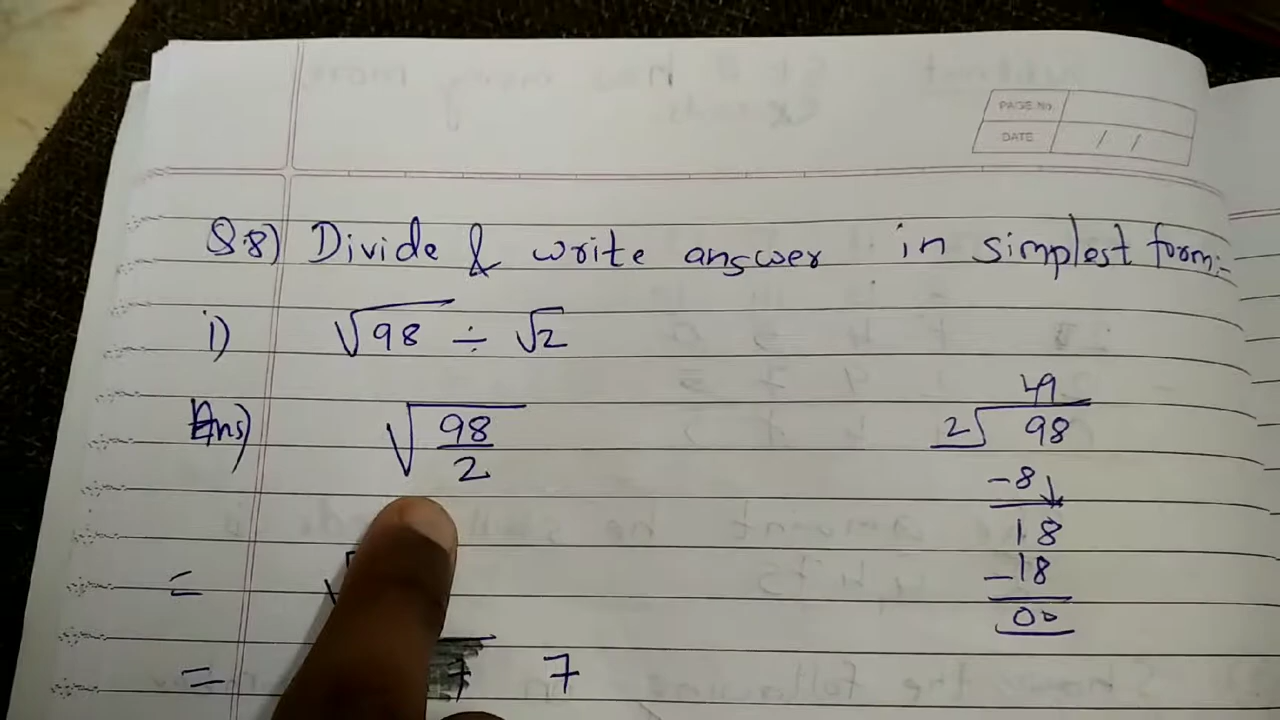 PAGE NO.
DATE / /
Q.8) Divide & write answer in simplest form:-
i) √98 ÷ √2
Ans) √98/2
49
2√98
-8↓
18
-18
00
= √
= 7 7